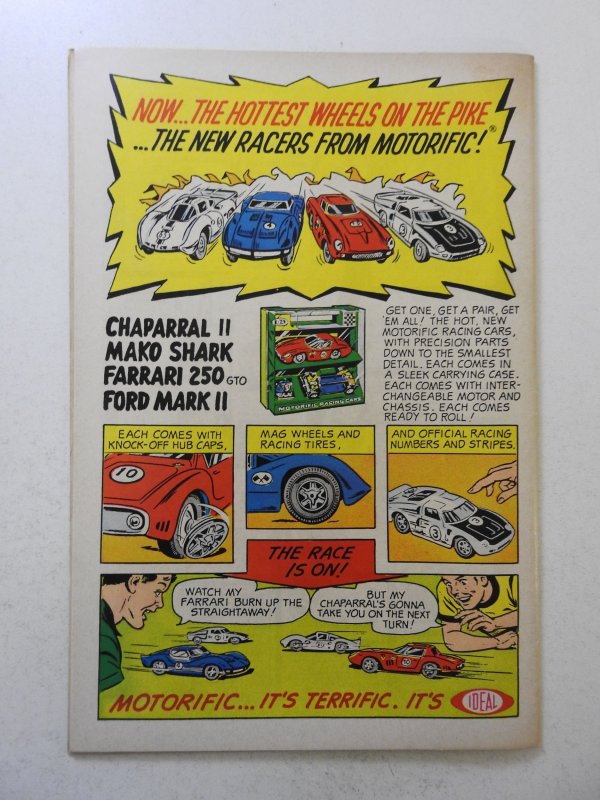 NOW...THE HOTTEST WHEELS ON THE PIKE
...THE NEW RACERS FROM MOTORIFIC!®
CHAPARRAL II
MAKO SHARK
FARRARI 250 GTO
FORD MARK II
MOTORIFIC RACING CARS
GET ONE, GET A PAIR, GET
'EM ALL! THE HOT, NEW
MOTORIFIC RACING CARS,
WITH PRECISION PARTS
DOWN TO THE SMALLEST
DETAIL. EACH COMES IN
A SLEEK CARRYING CASE.
EACH COMES WITH INTER-
CHANGEABLE MOTOR AND
CHASSIS. EACH COMES
READY TO ROLL!
EACH COMES WITH
KNOCK-OFF HUB CAPS,
10
MAG WHEELS AND
RACING TIRES,
AND OFFICIAL RACING
NUMBERS AND STRIPES.
3
THE RACE
IS ON!
WATCH MY
FARRARI BURN UP THE
STRAIGHTAWAY!
BUT MY
CHAPARRAL'S GONNA
TAKE YOU ON THE NEXT
TURN!
10
MOTORIFIC... IT'S TERRIFIC. IT'S IDEAL